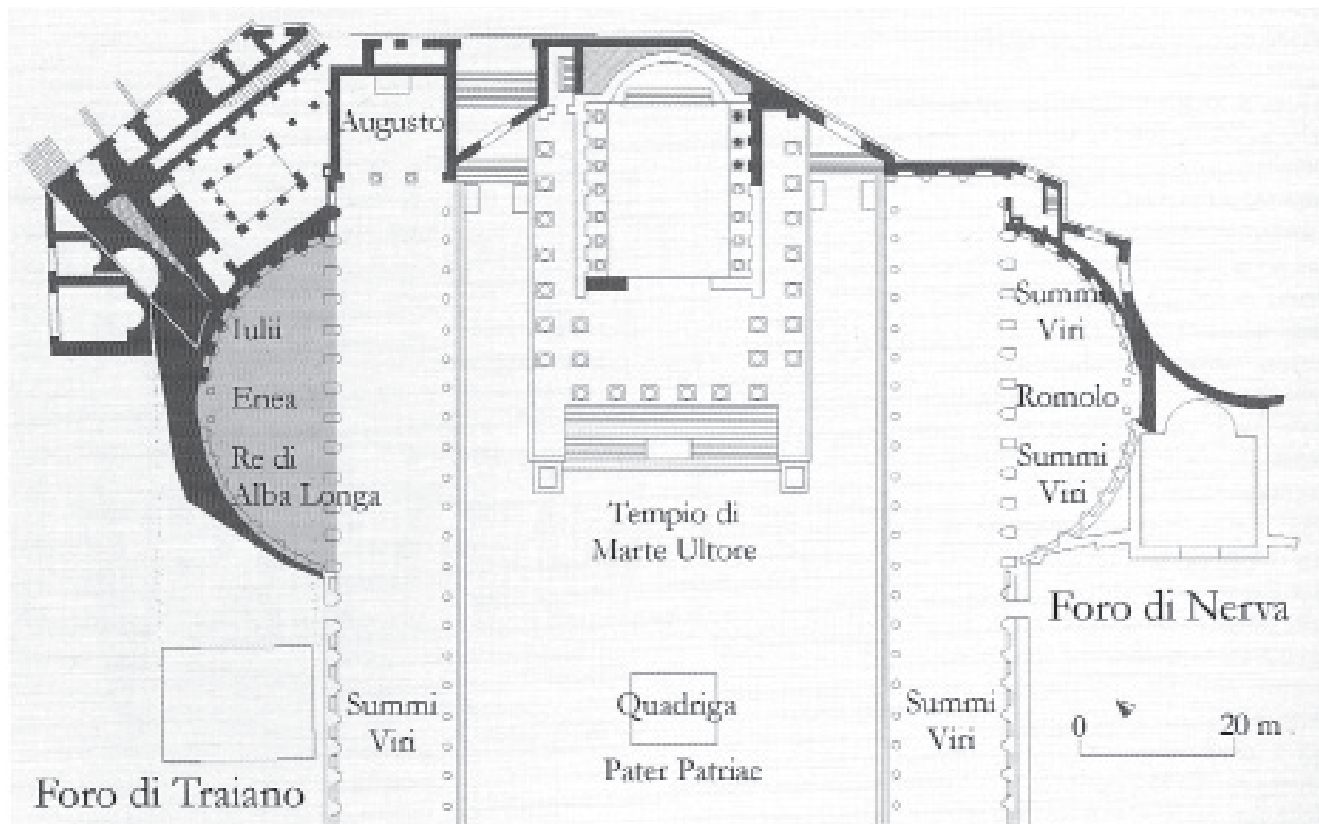 Augusto
Iulii
Enea
Re di
Alba Longa
Summi
Viri
Romolo
Summi
Viri
Tempio di
Marte Ultore
Foro di Nerva
Quadriga
Pater Patriae
Summi
Viri
Summi
Viri
0 20 m
Foro di Traiano